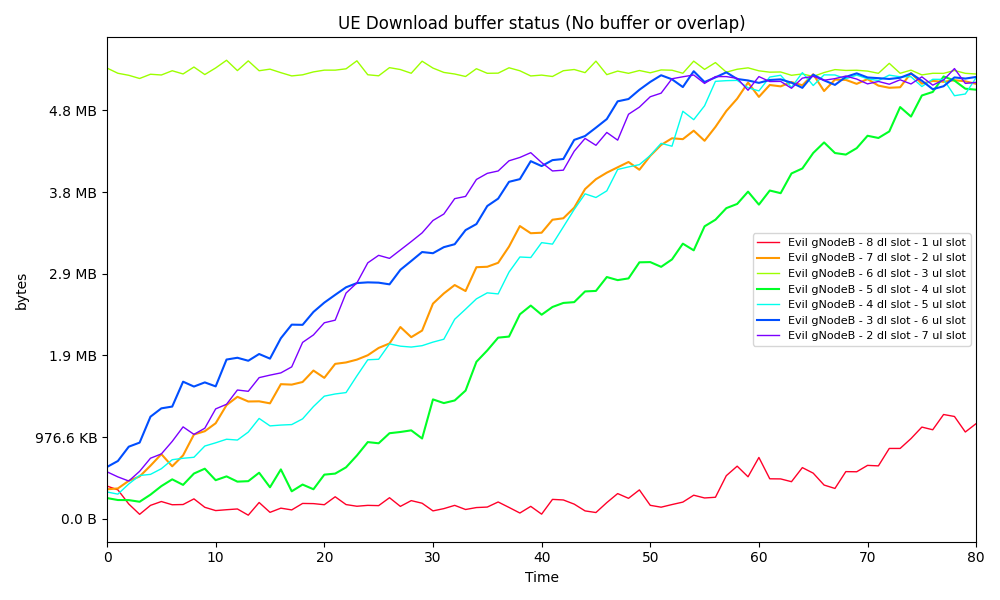 UE Download buffer status (No buffer or overlap)
bytes
4.8 MB
3.8 MB
2.9 MB
1.9 MB
976.6 KB
0.0 B
Evil gNodeB - 8 dl slot - 1 ul slot
Evil gNodeB - 7 dl slot - 2 ul slot
Evil gNodeB - 6 dl slot - 3 ul slot
Evil gNodeB - 5 dl slot - 4 ul slot
Evil gNodeB - 4 dl slot - 5 ul slot
Evil gNodeB - 3 dl slot - 6 ul slot
Evil gNodeB - 2 dl slot - 7 ul slot
0 10 20 30 40 50 60 70 80
Time